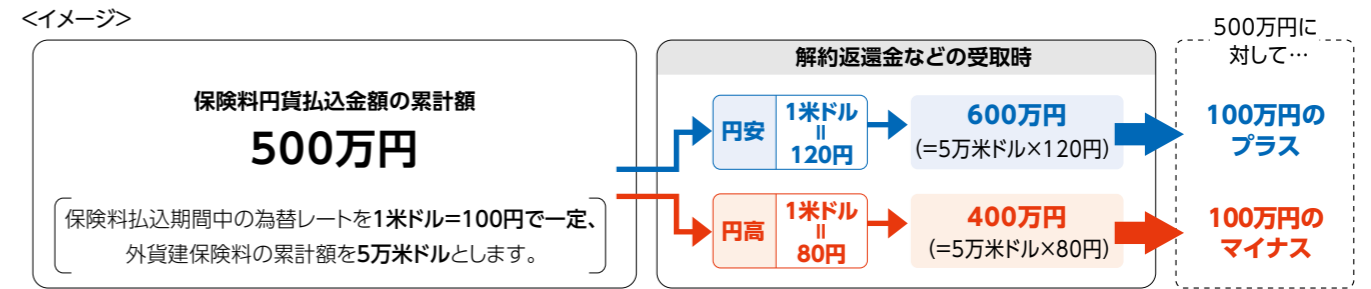 <イメージ>
保険料円貨払込金額の累計額
500万円
保険料払込期間中の為替レートを1米ドル=100円で一定、
外貨建保険料の累計額を5万米ドルとします。
解約返還金などの受取時
円安
1米ドル
=
120円
600万円
(=5万米ドル×120円)
円高
1米ドル
=
80円
400万円
(=5万米ドル×80円)
500万円に
対して…
100万円の
プラス
100万円の
マイナス